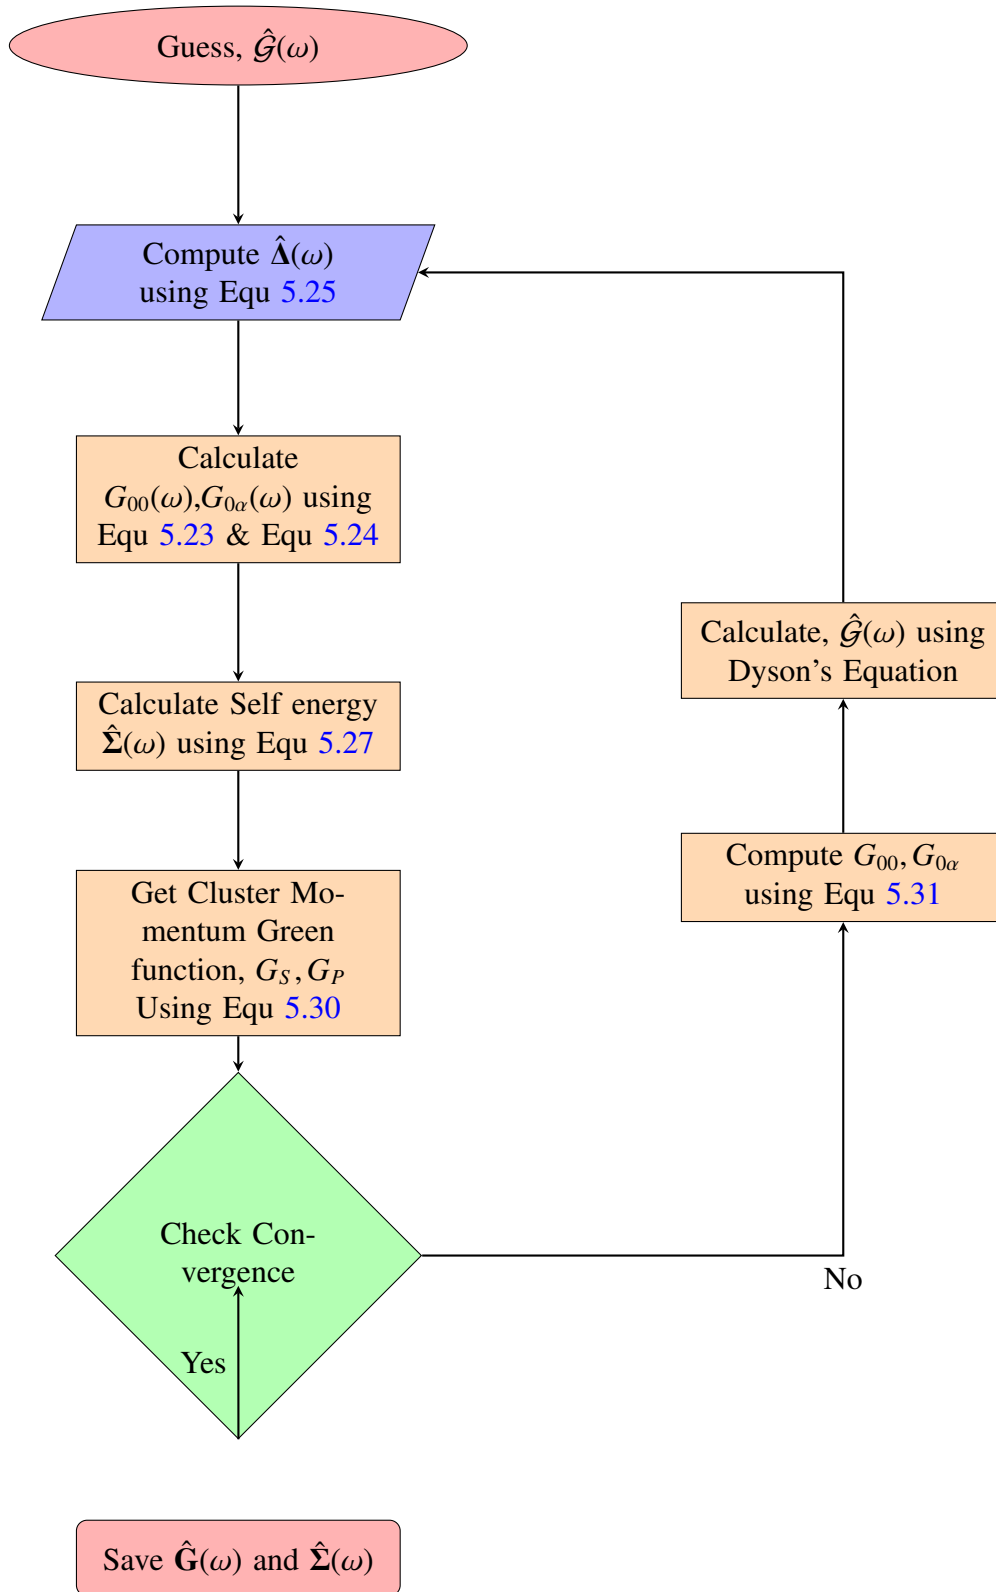 Guess, 𝒢̂(ω)
Compute Δ̂(ω)
using Equ 5.25
Calculate
G₀₀(ω),G₀α(ω) using
Equ 5.23 & Equ 5.24
Calculate Self energy
Σ̂(ω) using Equ 5.27
Get Cluster Mo-
mentum Green
function, G_S, G_P
Using Equ 5.30
Check Con-
vergence
Yes
No
Compute G₀₀, G₀α
using Equ 5.31
Calculate, 𝒢̂(ω) using
Dyson's Equation
Save Ĝ(ω) and Σ̂(ω)